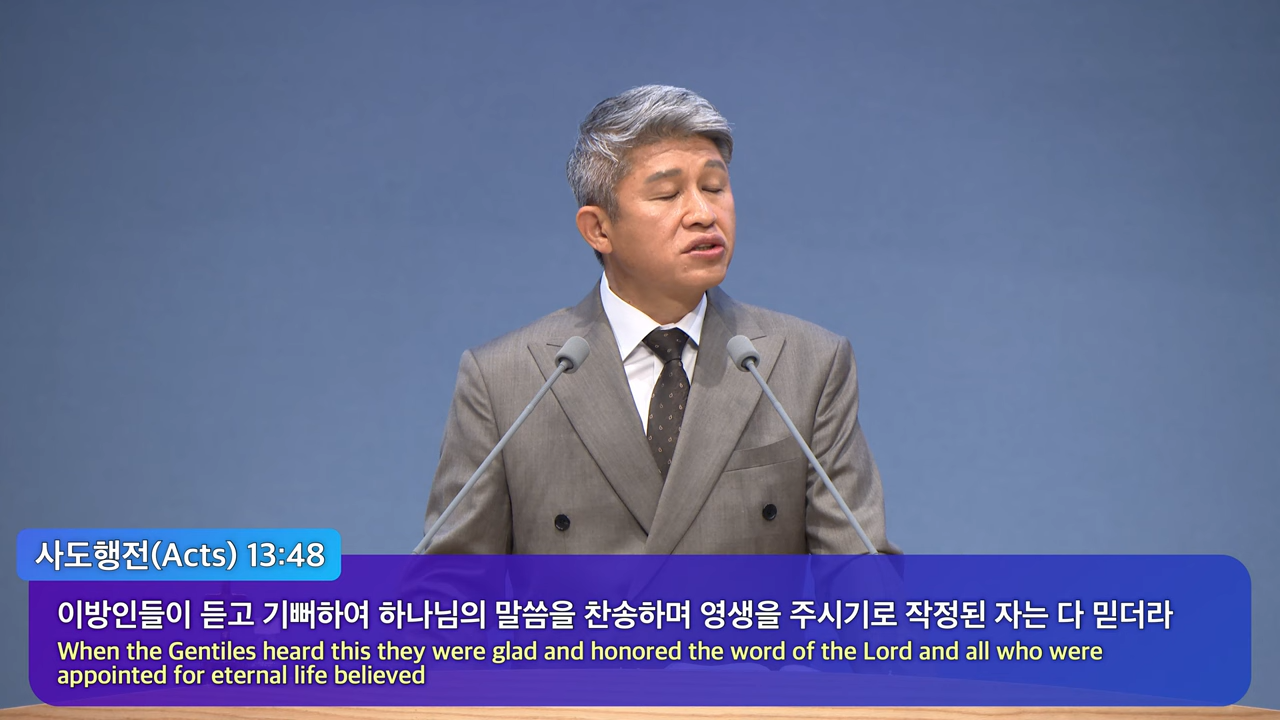 사도행전(Acts) 13:48
이방인들이 듣고 기뻐하여 하나님의 말씀을 찬송하며 영생을 주시기로 작정된 자는 다 믿더라
When the Gentiles heard this they were glad and honored the word of the Lord and all who were
appointed for eternal life believed